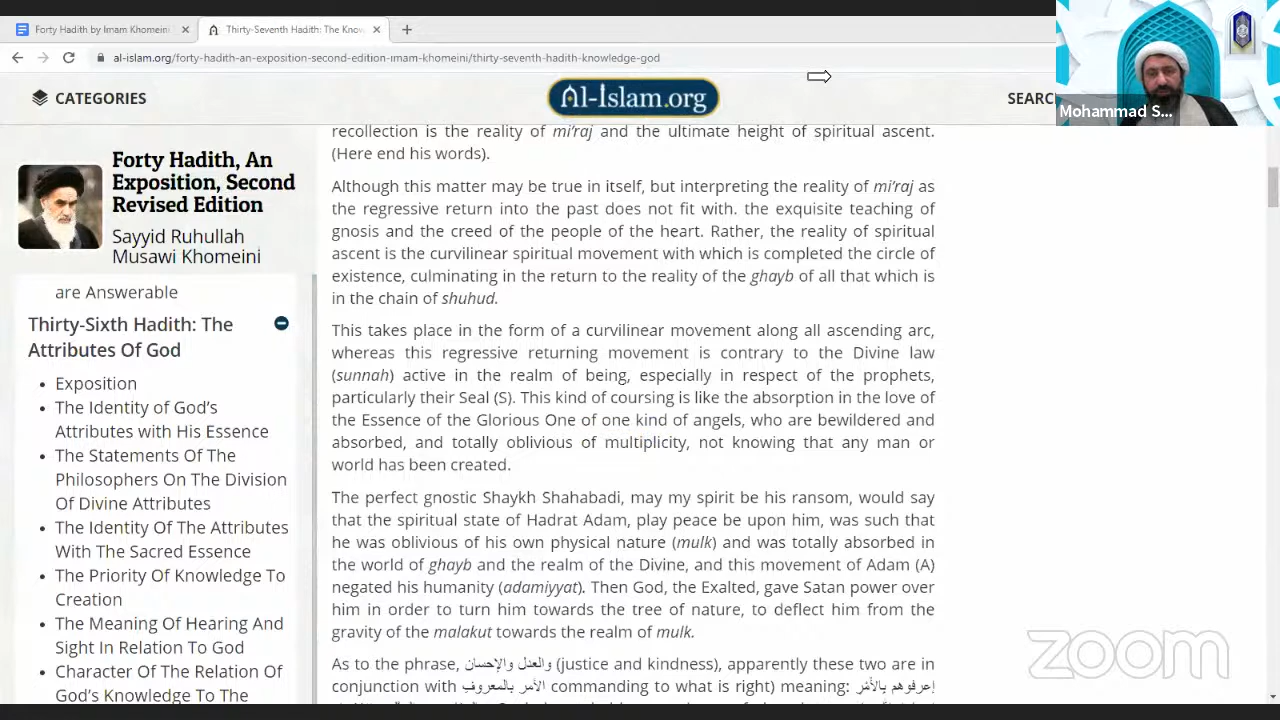 Forty Hadith by Imam Khomeini
Thirty-Seventh Hadith: The Know
al-islam.org/forty-hadith-an-exposition-second-edition-imam-khomeini/thirty-seventh-hadith-knowledge-god
CATEGORIES
Al-Islam.org
SEARC
Mohammad S...
Forty Hadith, An
Exposition, Second
Revised Edition
Sayyid Ruhullah
Musawi Khomeini
are Answerable
Thirty-Sixth Hadith: The
Attributes Of God
• Exposition
• The Identity of God's
Attributes with His Essence
• The Statements Of The
Philosophers On The Division
Of Divine Attributes
• The Identity Of The Attributes
With The Sacred Essence
• The Priority Of Knowledge To
Creation
• The Meaning Of Hearing And
Sight In Relation To God
• Character Of The Relation Of
God's Knowledge To The
recollection is the reality of mi'raj and the ultimate height of spiritual ascent.
(Here end his words).
Although this matter may be true in itself, but interpreting the reality of mi'raj as
the regressive return into the past does not fit with. the exquisite teaching of
gnosis and the creed of the people of the heart. Rather, the reality of spiritual
ascent is the curvilinear spiritual movement with which is completed the circle of
existence, culminating in the return to the reality of the ghayb of all that which is
in the chain of shuhud.
This takes place in the form of a curvilinear movement along all ascending arc,
whereas this regressive returning movement is contrary to the Divine law
(sunnah) active in the realm of being, especially in respect of the prophets,
particularly their Seal (S). This kind of coursing is like the absorption in the love of
the Essence of the Glorious One of one kind of angels, who are bewildered and
absorbed, and totally oblivious of multiplicity, not knowing that any man or
world has been created.
The perfect gnostic Shaykh Shahabadi, may my spirit be his ransom, would say
that the spiritual state of Hadrat Adam, play peace be upon him, was such that
he was oblivious of his own physical nature (mulk) and was totally absorbed in
the world of ghayb and the realm of the Divine, and this movement of Adam (A)
negated his humanity (adamiyyat). Then God, the Exalted, gave Satan power over
him in order to turn him towards the tree of nature, to deflect him from the
gravity of the malakut towards the realm of mulk.
As to the phrase, والعدل والإحسان (justice and kindness), apparently these two are in
conjunction with الأمر بالمعروفِ commanding to what is right) meaning: إعرفوهم بالأمْر
zoom